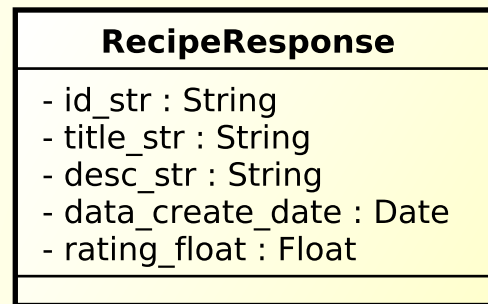 RecipeResponse
- id_str : String
- title_str : String
- desc_str : String
- data_create_date : Date
- rating_float : Float